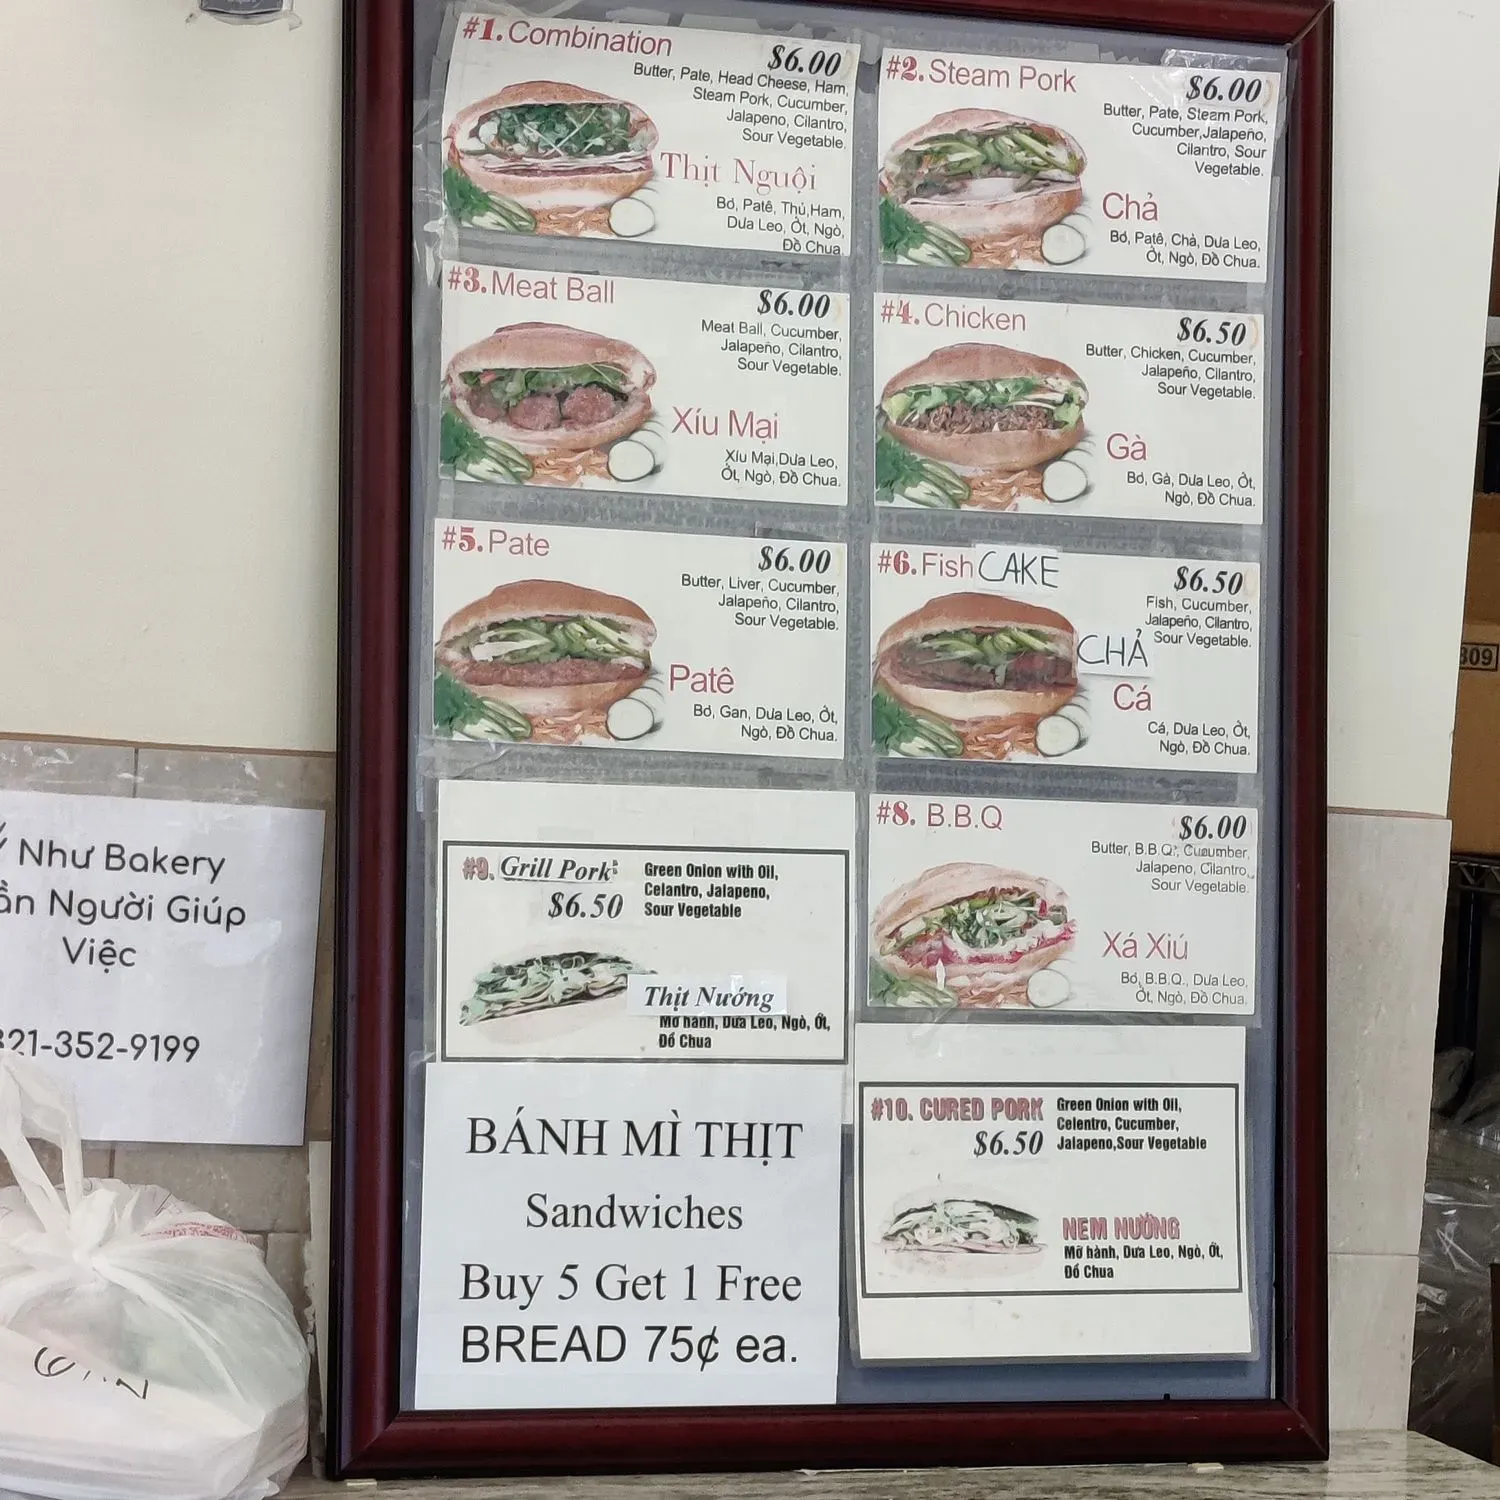 #1. Combination
$6.00
Butter, Pate, Head Cheese, Ham,
Steam Pork, Cucumber,
Jalapeno, Cilantro,
Sour Vegetable.
Thịt Nguội
Bơ, Patê, Thủ,Ham,
Dưa Leo, Ớt, Ngò,
Đồ Chua.
#2. Steam Pork
$6.00
Butter, Pate, Steam Pork,
Cucumber,Jalapeño,
Cilantro, Sour
Vegetable.
Chả
Bơ, Patê, Chả, Dưa Leo,
Ớt, Ngò, Đồ Chua.
#3. Meat Ball
$6.00
Meat Ball, Cucumber,
Jalapeño, Cilantro,
Sour Vegetable.
Xíu Mại
Xíu Mại,Dưa Leo,
Ớt, Ngò, Đồ Chua.
#4. Chicken
$6.50
Butter, Chicken, Cucumber,
Jalapeño, Cilantro,
Sour Vegetable.
Gà
Bơ, Gà, Dưa Leo, Ớt,
Ngò, Đồ Chua.
#5. Pate
$6.00
Butter, Liver, Cucumber,
Jalapeño, Cilantro,
Sour Vegetable.
Patê
Bơ, Gan, Dưa Leo, Ớt,
Ngò, Đồ Chua.
#6. Fish CAKE
$6.50
Fish, Cucumber,
Jalapeño, Cilantro,
Sour Vegetable.
CHẢ
Cá
Cá, Dưa Leo, Ớt,
Ngò, Đồ Chua.
#9. Grill Pork
$6.50
Green Onion with Oil,
Celantro, Jalapeno,
Sour Vegetable
Thịt Nướng
Mỡ hành, Dưa Leo, Ngò, Ớt,
Đồ Chua
#8. B.B.Q
$6.00
Butter, B.B.Q., Cucumber,
Jalapeño, Cilantro,
Sour Vegetable.
Xá Xíu
Bơ, B.B.Q., Dưa Leo,
Ớt, Ngò, Đồ Chua.
BÁNH MÌ THỊT
Sandwiches
Buy 5 Get 1 Free
BREAD 75¢ ea.
#10. CURED PORK
$6.50
Green Onion with Oil,
Celentro, Cucumber,
Jalapeno,Sour Vegetable
NEM NƯỚNG
Mỡ hành, Dưa Leo, Ngò, Ớt,
Đồ Chua
Như Bakery
Người Giúp
Việc
21-352-9199
309